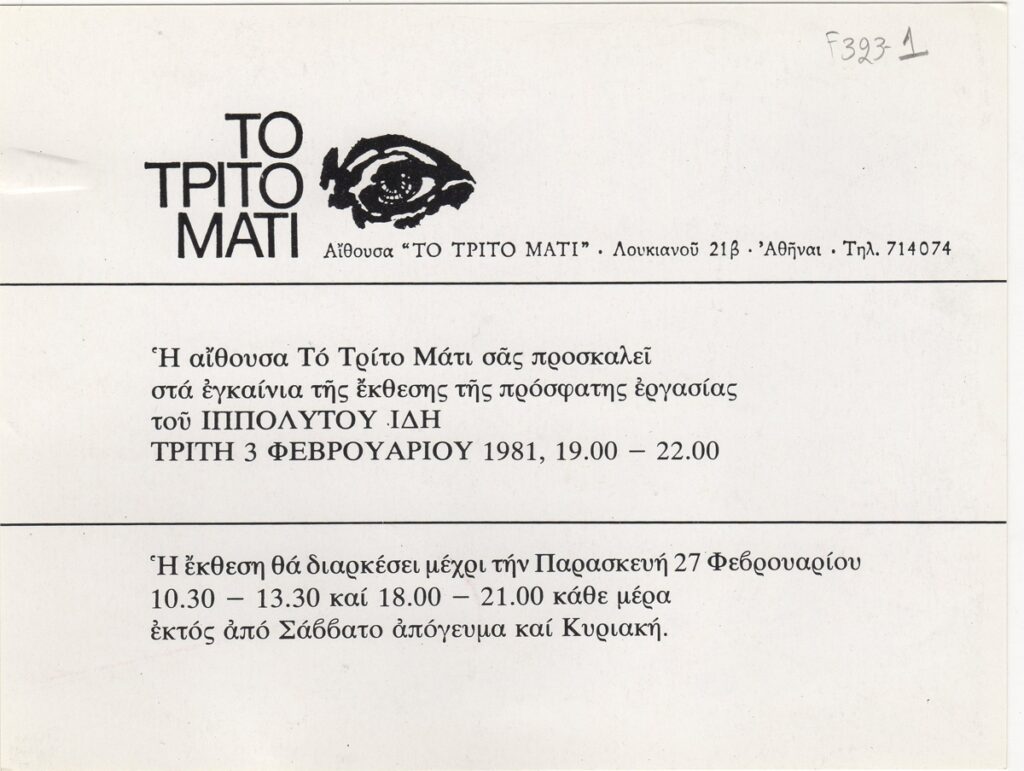 F323-1
ΤΟ
ΤΡΙΤΟ
ΜΑΤΙ
Αἴθουσα “ΤΟ ΤΡΙΤΟ ΜΑΤΙ” · Λουκιανοῦ 21β · Ἀθῆναι · Τηλ. 714074
Ἡ αἴθουσα Τό Τρίτο Μάτι σᾶς προσκαλεῖ
στά ἐγκαίνια τῆς ἔκθεσης τῆς πρόσφατης ἐργασίας
τοῦ ΙΠΠΟΛΥΤΟΥ ΙΔΗ
ΤΡΙΤΗ 3 ΦΕΒΡΟΥΑΡΙΟΥ 1981, 19.00 – 22.00
Ἡ ἔκθεση θά διαρκέσει μέχρι τήν Παρασκευή 27 Φεβρουαρίου
10.30 – 13.30 καί 18.00 – 21.00 κάθε μέρα
ἐκτός ἀπό Σάββατο ἀπόγευμα καί Κυριακή.